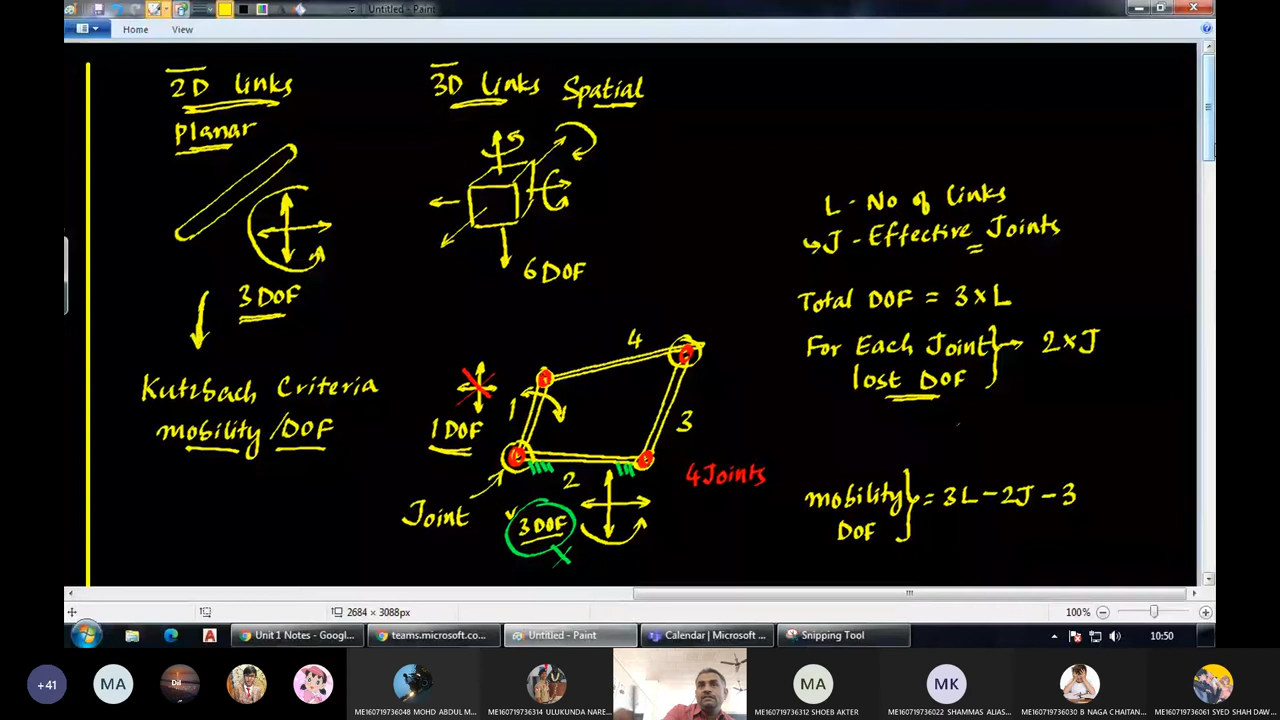 Untitled - Paint
Home
View
2D links
planar
3 DOF
Kutzbach Criteria
mobility /DOF
3D links Spatial
6 DOF
4
1
3
2
1 DOF
4 Joints
Joint
3 DOF
L - No of links
J - Effective Joints
Total DOF = 3×L
For Each Joint
lost DOF
2×J
mobility
DOF
= 3L - 2J - 3
2684 × 3088px
100%
Unit 1 Notes - Googl...
teams.microsoft.co...
Untitled - Paint
Calendar | Microsoft ...
Snipping Tool
10:50
+41
MA
Dil
MA
MK
ME160719736048 MOHD ABDUL M...
ME160719736314 ULUKUNDA NARE...
ME160719736312 SHOEB AKTER
ME160719736022 SHAMMAS ALIAS...
ME160719736030 B NAGA CHAITAN...
ME160719736061 SYED SHAH DAW...